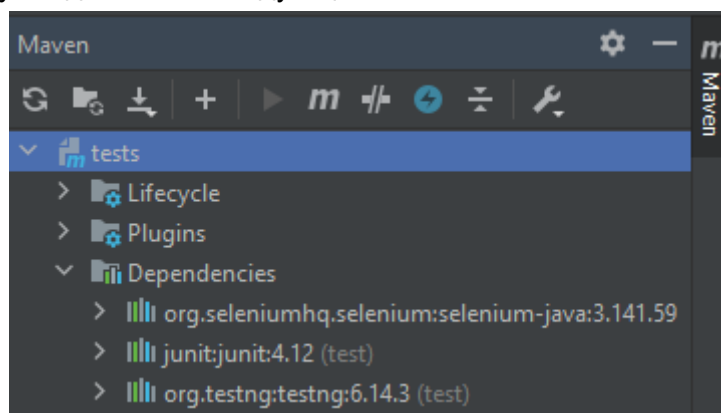 Maven
m
Maven
tests
Lifecycle
Plugins
Dependencies
org.seleniumhq.selenium:selenium-java:3.141.59
junit:junit:4.12 (test)
org.testng:testng:6.14.3 (test)